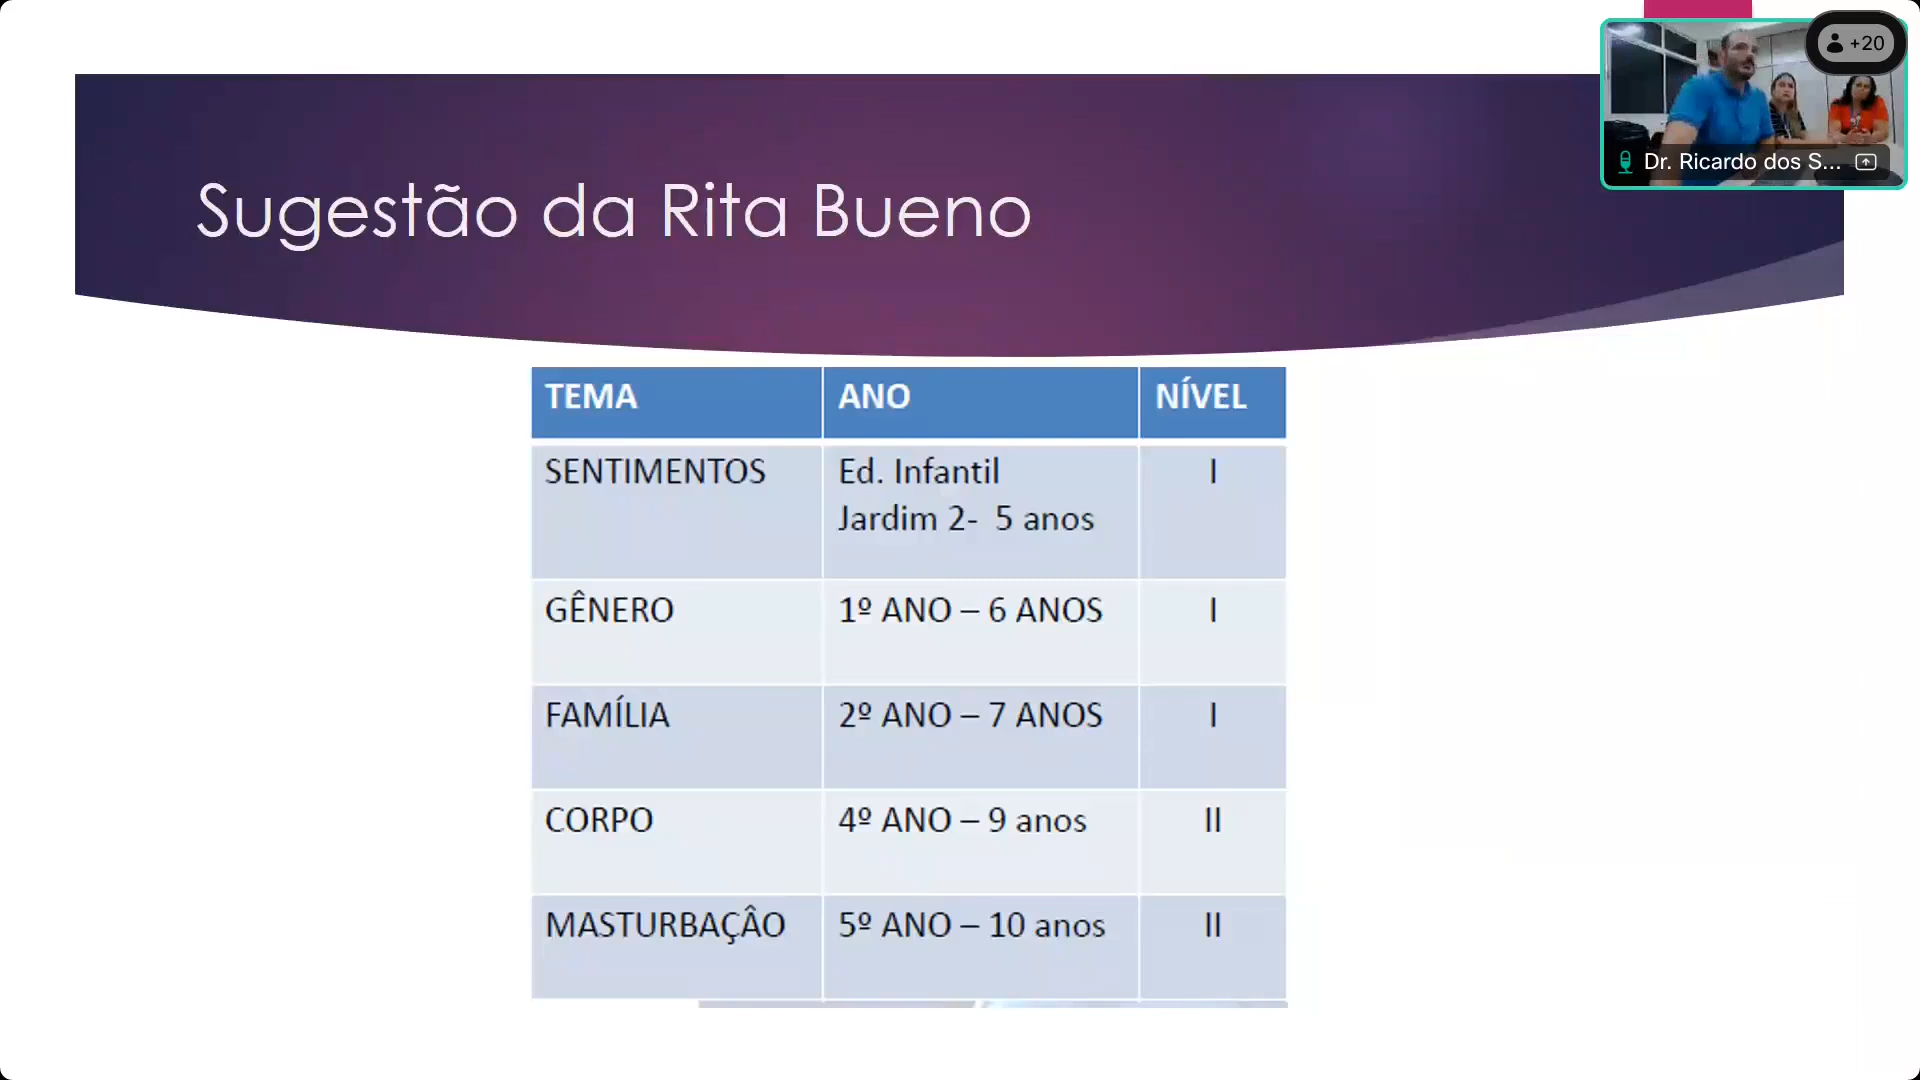 +20
Dr. Ricardo dos S...
Sugestão da Rita Bueno
TEMA ANO NÍVEL
SENTIMENTOS Ed. Infantil I
Jardim 2- 5 anos
GÊNERO 1º ANO – 6 ANOS I
FAMÍLIA 2º ANO – 7 ANOS I
CORPO 4º ANO – 9 anos II
MASTURBAÇÂO 5º ANO – 10 anos II